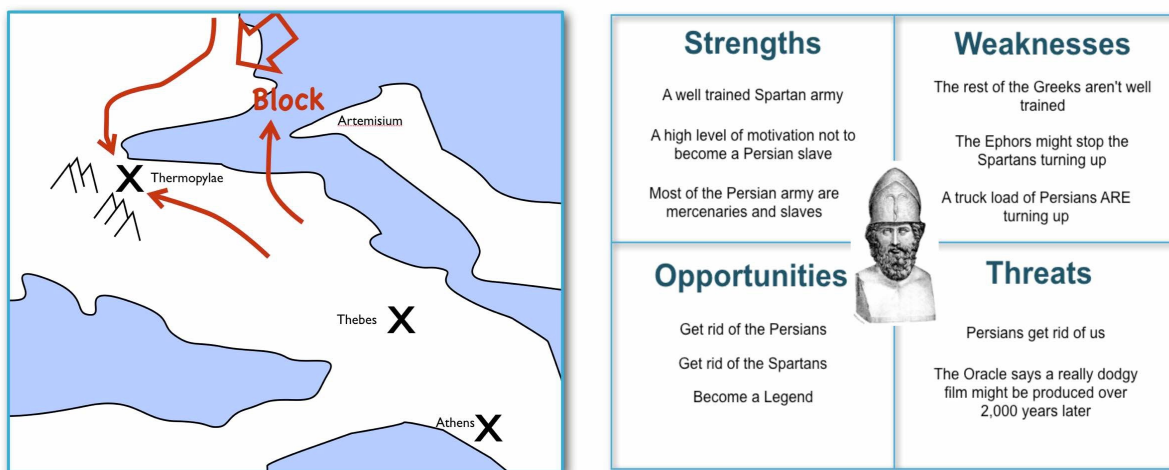 Block
Artemisium
X
Thermopylae
Thebes
X
Athens
X
Strengths
A well trained Spartan army
A high level of motivation not to
become a Persian slave
Most of the Persian army are
mercenaries and slaves
Weaknesses
The rest of the Greeks aren't well
trained
The Ephors might stop the
Spartans turning up
A truck load of Persians ARE
turning up
Opportunities
Get rid of the Persians
Get rid of the Spartans
Become a Legend
Threats
Persians get rid of us
The Oracle says a really dodgy
film might be produced over
2,000 years later